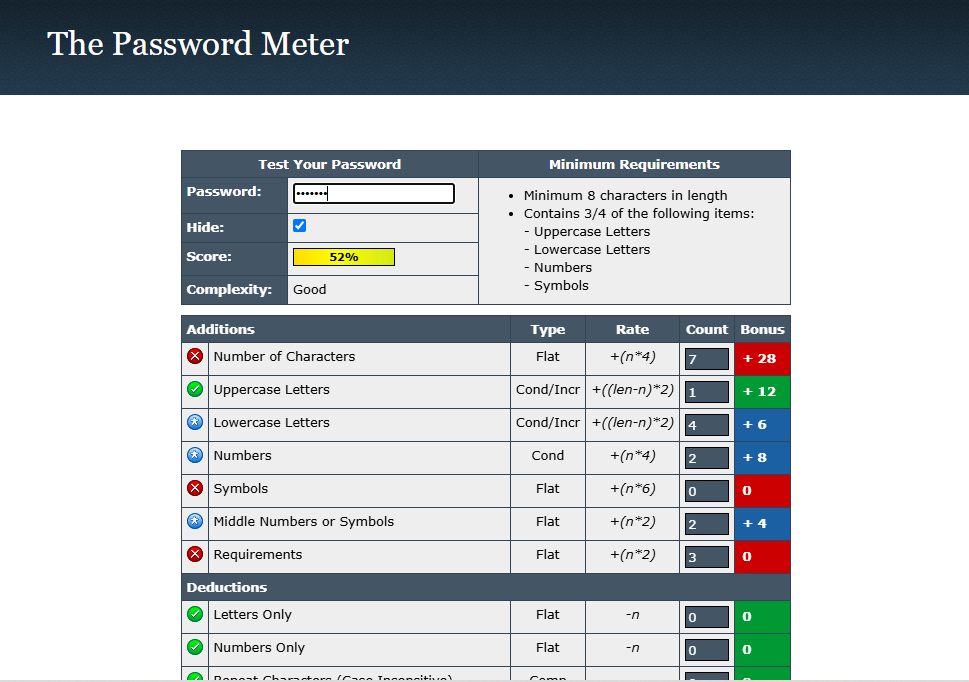 The Password Meter
Test Your Password Minimum Requirements
Password: •••••••
Hide:
Score: 52%
Complexity: Good
• Minimum 8 characters in length
• Contains 3/4 of the following items:
- Uppercase Letters
- Lowercase Letters
- Numbers
- Symbols
Additions Type Rate Count Bonus
Number of Characters Flat +(n*4) 7 + 28
Uppercase Letters Cond/Incr +((len-n)*2) 1 + 12
Lowercase Letters Cond/Incr +((len-n)*2) 4 + 6
Numbers Cond +(n*4) 2 + 8
Symbols Flat +(n*6) 0 0
Middle Numbers or Symbols Flat +(n*2) 2 + 4
Requirements Flat +(n*2) 3 0
Deductions
Letters Only Flat -n 0 0
Numbers Only Flat -n 0 0
Repeat Characters (Case Insensitive) Comp